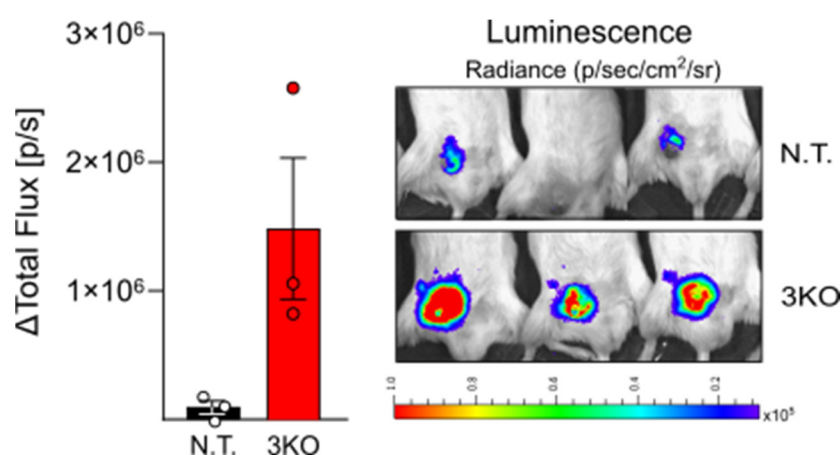 3×10⁶
2×10⁶
1×10⁶
ΔTotal Flux [p/s]
N.T. 3KO
Luminescence
Radiance (p/sec/cm²/sr)
N.T.
3KO
1.0 0.8 0.6 0.4 0.2 x10⁵